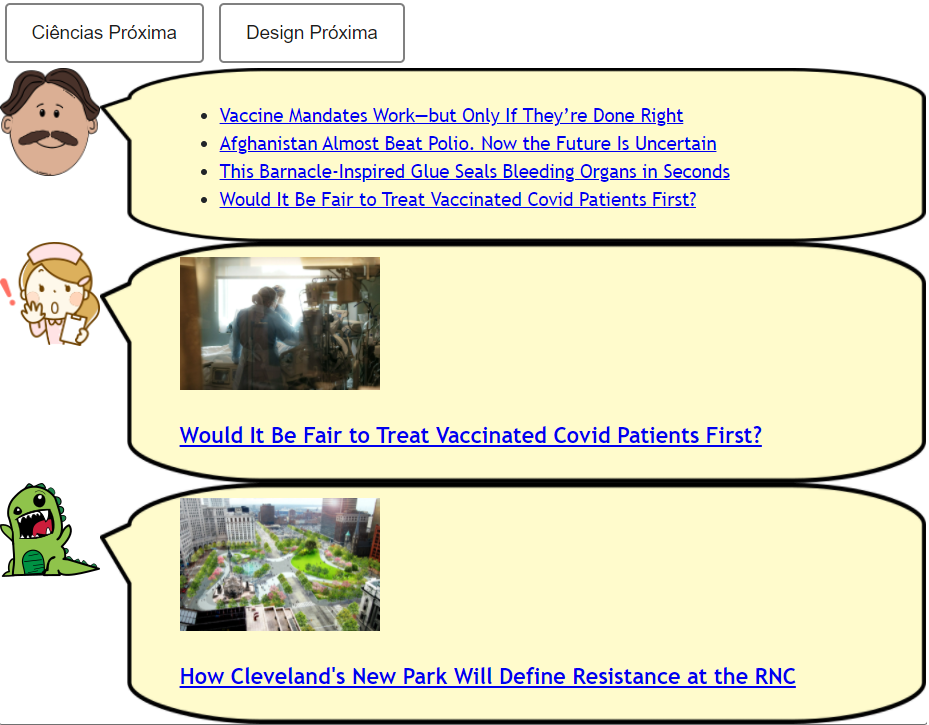 Ciências Próxima
Design Próxima
Vaccine Mandates Work—but Only If They’re Done Right
Afghanistan Almost Beat Polio. Now the Future Is Uncertain
This Barnacle-Inspired Glue Seals Bleeding Organs in Seconds
Would It Be Fair to Treat Vaccinated Covid Patients First?
Would It Be Fair to Treat Vaccinated Covid Patients First?
How Cleveland's New Park Will Define Resistance at the RNC